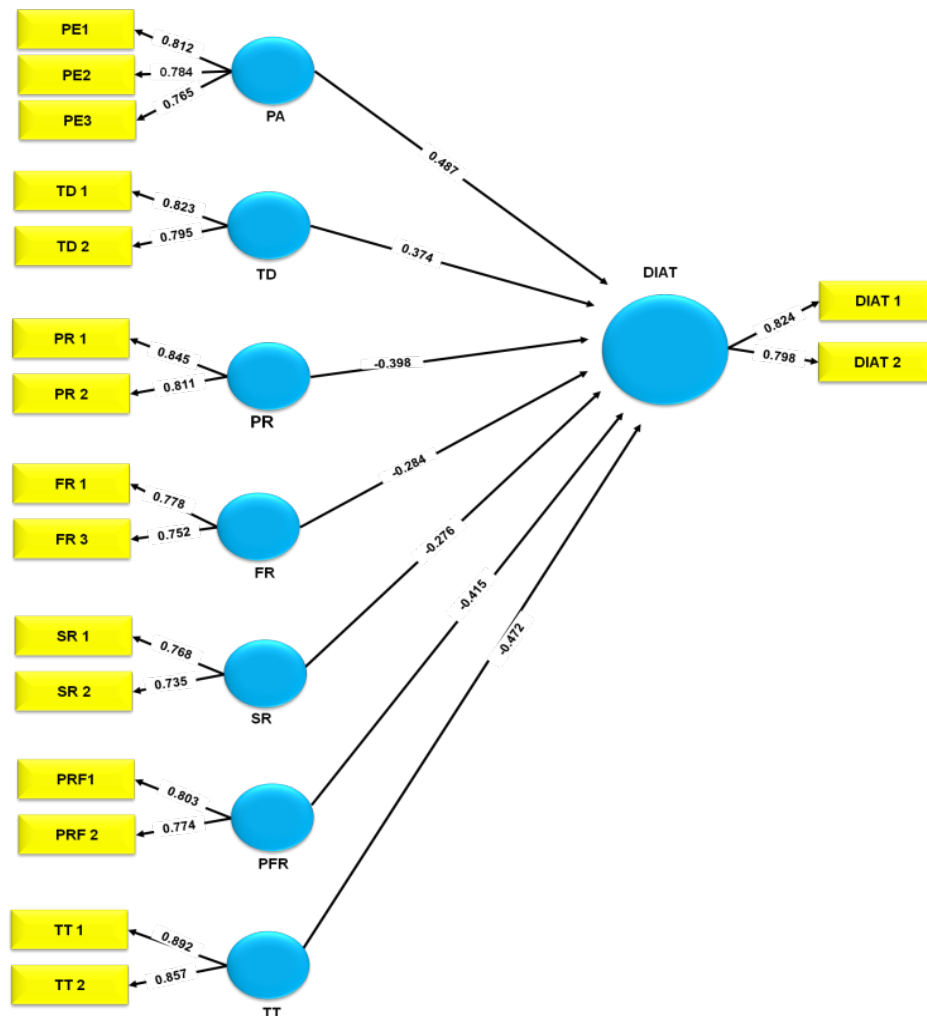 PE1
0.812
PE2
0.784
PE3
0.765
PA
0.487
TD 1
0.823
TD 2
0.795
TD
0.374
DIAT
DIAT 1
0.824
DIAT 2
0.798
PR 1
0.845
PR 2
0.811
PR
-0.398
FR 1
0.778
FR 3
0.752
FR
-0.284
SR 1
0.768
SR 2
0.735
SR
-0.276
PRF1
0.803
PRF 2
0.774
PFR
-0.415
TT 1
0.892
TT 2
0.857
TT
-0.472